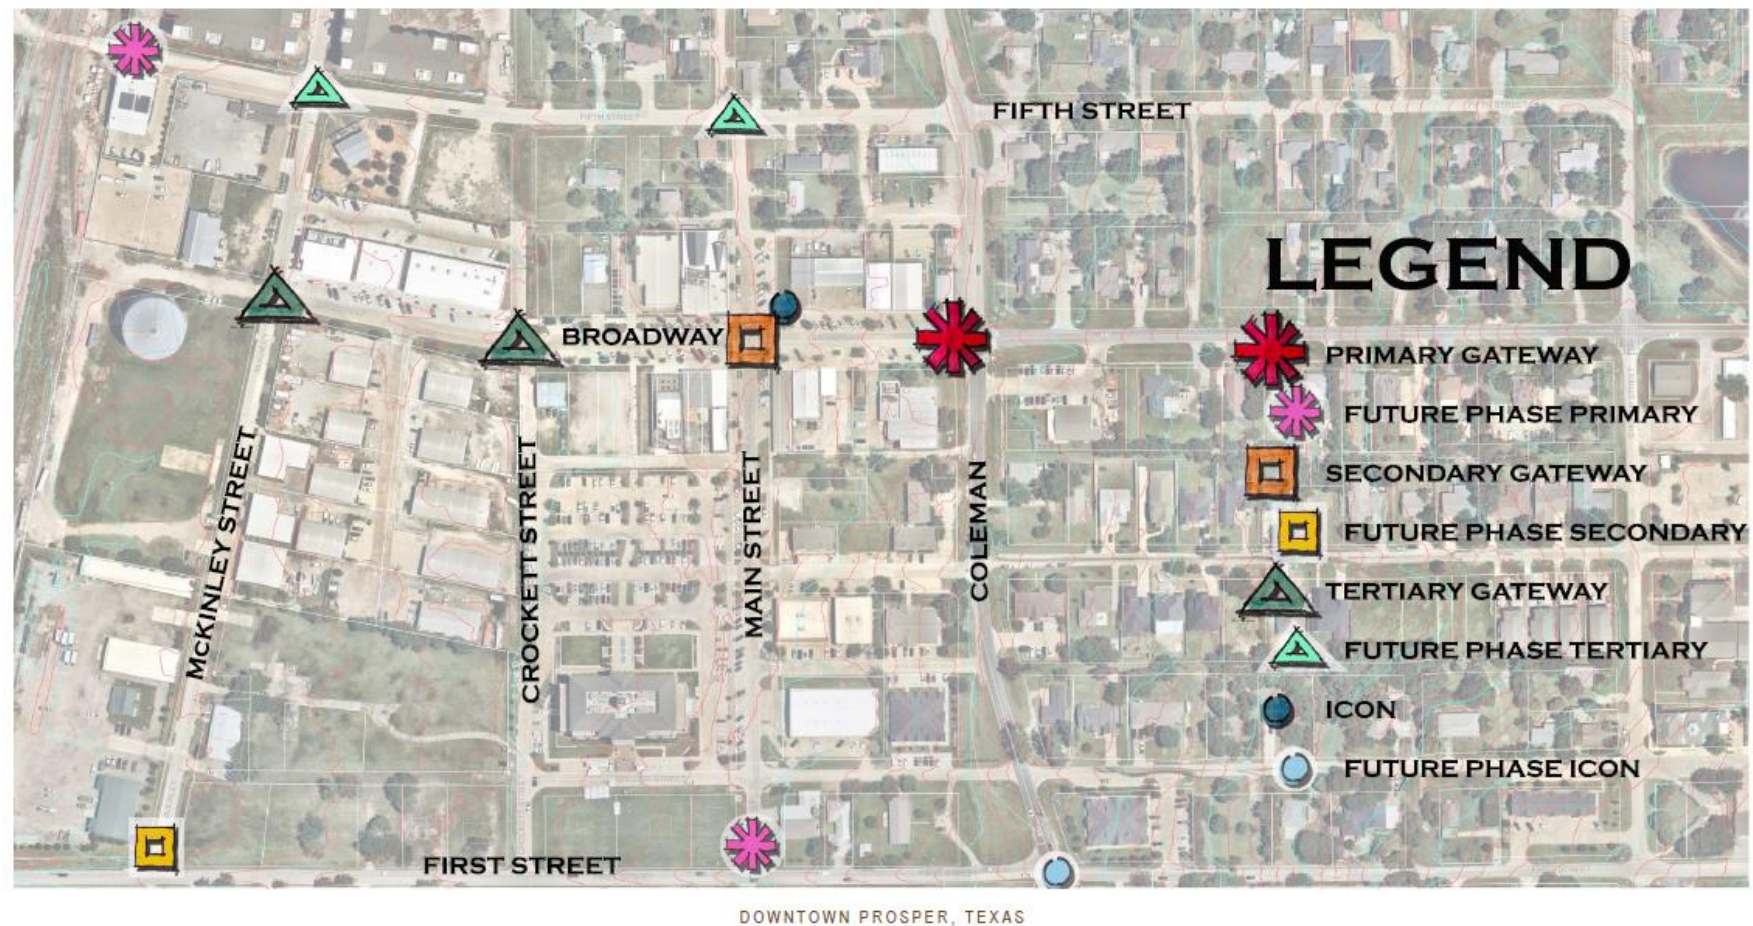 FIFTH STREET
LEGEND
BROADWAY
PRIMARY GATEWAY
FUTURE PHASE PRIMARY
SECONDARY GATEWAY
FUTURE PHASE SECONDARY
TERTIARY GATEWAY
FUTURE PHASE TERTIARY
ICON
FUTURE PHASE ICON
McKINLEY STREET
CROCKETT STREET
MAIN STREET
COLEMAN
FIRST STREET
DOWNTOWN PROSPER, TEXAS